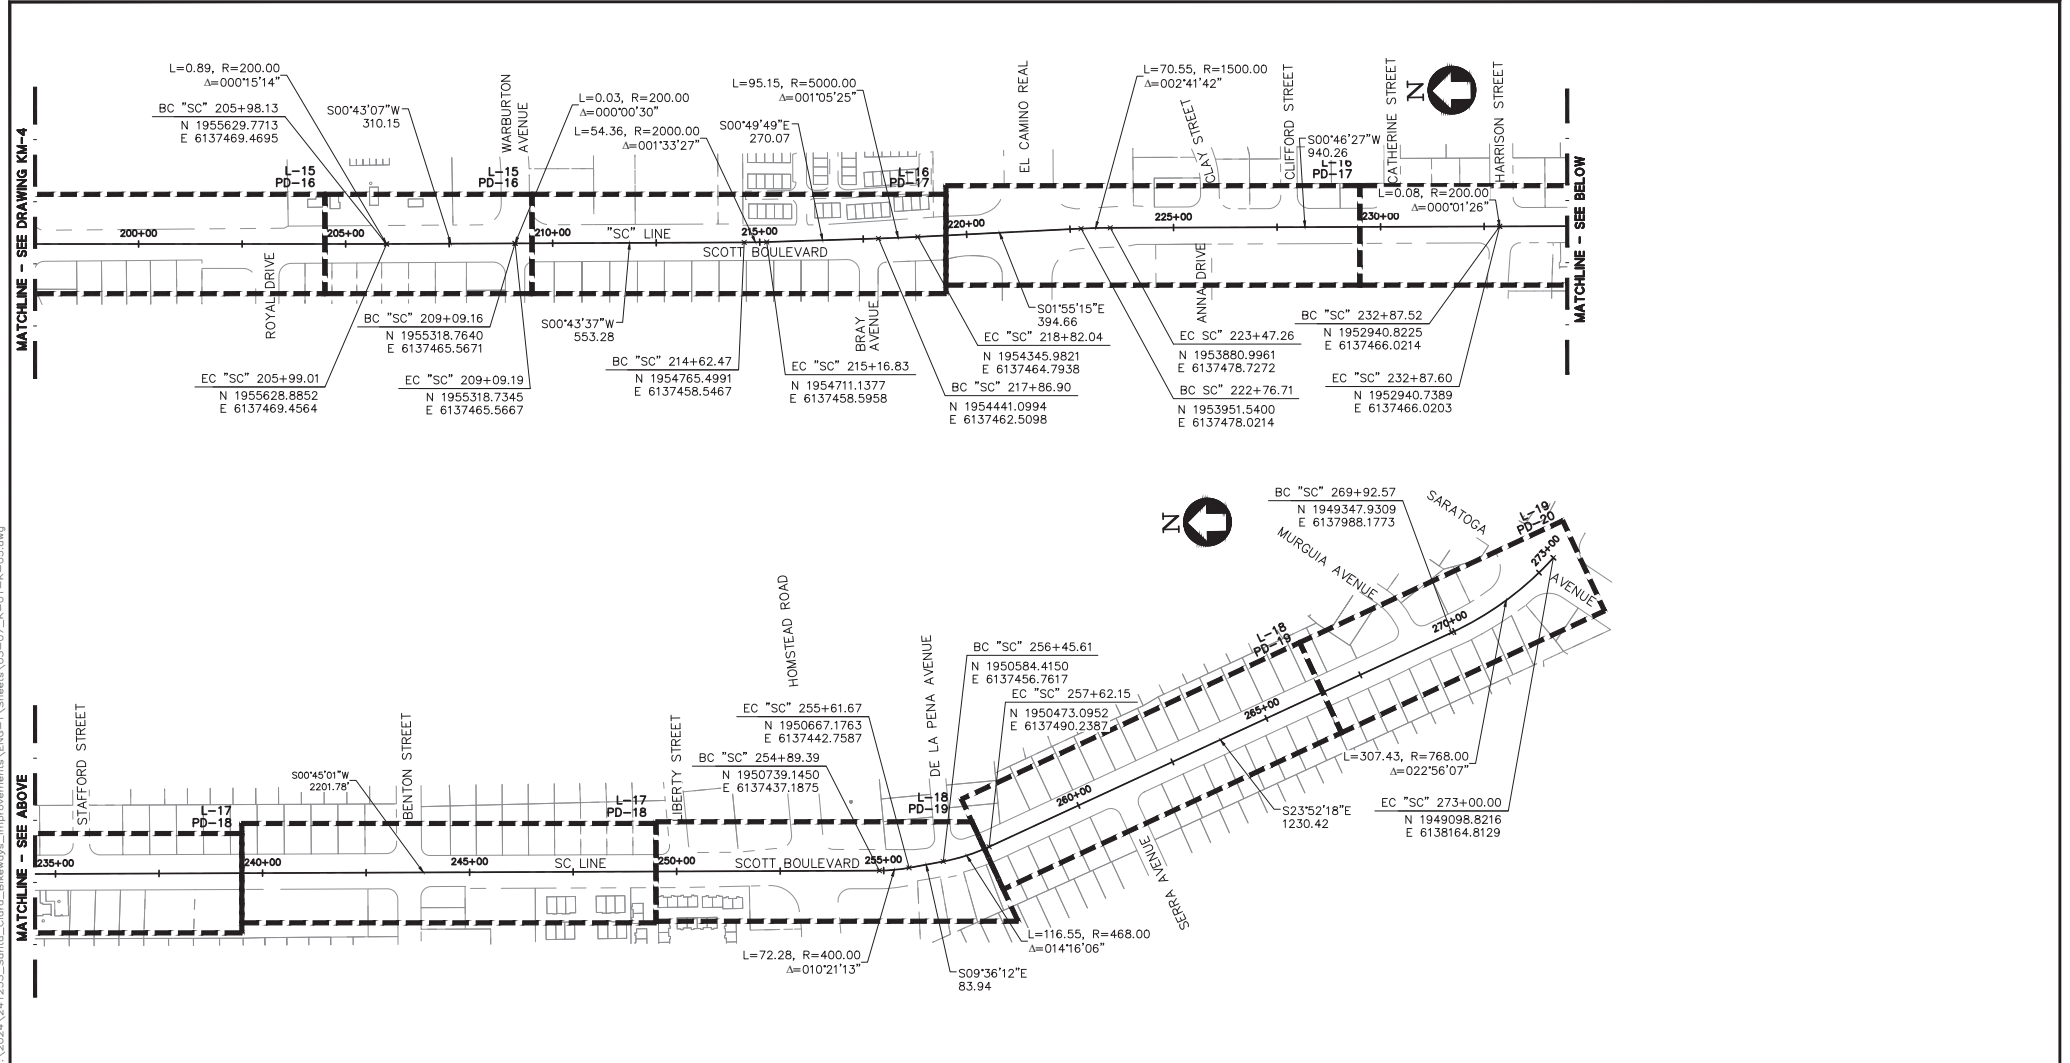 MATCHLINE - SEE DRAWING KM-4
L=0.89, R=200.00
Δ=000°15'14"
BC "SC" 205+98.13
N 1955629.7713
E 6137469.4695
S00°43'07"W
310.15
WARBURTON
AVENUE
L=0.03, R=200.00
Δ=000°00'30"
L=54.36, R=2000.00
Δ=001°33'27"
L=95.15, R=5000.00
Δ=001°05'25"
S00°49'49"E
270.07
EL CAMINO REAL
L=70.55, R=1500.00
Δ=002°41'42"
CLAY STREET
CLIFFORD STREET
S00°46'27"W
940.26
CATHERINE STREET
N
HARRISON STREET
L=0.08, R=200.00
Δ=000°01'26"
MATCHLINE - SEE BELOW
L-15
PD-16
L-15
PD-16
L-16
PD-17
L-16
PD-17
200+00
205+00
210+00
"SC" LINE
215+00
SCOTT BOULEVARD
220+00
225+00
230+00
ROYAL DRIVE
BRAY
AVENUE
ANNA DRIVE
EC "SC" 205+99.01
N 1955628.8852
E 6137469.4564
BC "SC" 209+09.16
N 1955318.7640
E 6137465.5671
EC "SC" 209+09.19
N 1955318.7345
E 6137465.5667
S00°43'37"W
553.28
BC "SC" 214+62.47
N 1954765.4991
E 6137458.5467
EC "SC" 215+16.83
N 1954711.1377
E 6137458.5958
BC "SC" 217+86.90
N 1954441.0994
E 6137462.5098
EC "SC" 218+82.04
N 1954345.9821
E 6137464.7938
S01°55'15"E
394.66
BC SC" 222+76.71
N 1953951.5400
E 6137478.0214
EC SC" 223+47.26
N 1953880.9961
E 6137478.7272
BC "SC" 232+87.52
N 1952940.8225
E 6137466.0214
EC "SC" 232+87.60
N 1952940.7389
E 6137466.0203
MATCHLINE - SEE ABOVE
STAFFORD STREET
S00°45'01"W
2201.78'
BENTON STREET
LIBERTY STREET
HOMSTEAD ROAD
DE LA PENA AVENUE
L-17
PD-18
L-17
PD-18
L-18
PD-19
L-18
PD-19
L-19
PD-20
235+00
240+00
245+00
SC LINE
250+00
SCOTT BOULEVARD
255+00
260+00
265+00
270+00
273+00
BC "SC" 254+89.39
N 1950739.1450
E 6137437.1875
EC "SC" 255+61.67
N 1950667.1763
E 6137442.7587
BC "SC" 256+45.61
N 1950584.4150
E 6137456.7617
EC "SC" 257+62.15
N 1950473.0952
E 6137490.2387
N
BC "SC" 269+92.57
N 1949347.9309
E 6137988.1773
MURGUIA AVENUE
SARATOGA
AVENUE
L=307.43, R=768.00
Δ=022°56'07"
EC "SC" 273+00.00
N 1949098.8216
E 6138164.8129
S23°52'18"E
1230.42
SERRA AVENUE
L=116.55, R=468.00
Δ=014°16'06"
L=72.28, R=400.00
Δ=010°21'13"
S09°36'12"E
83.94